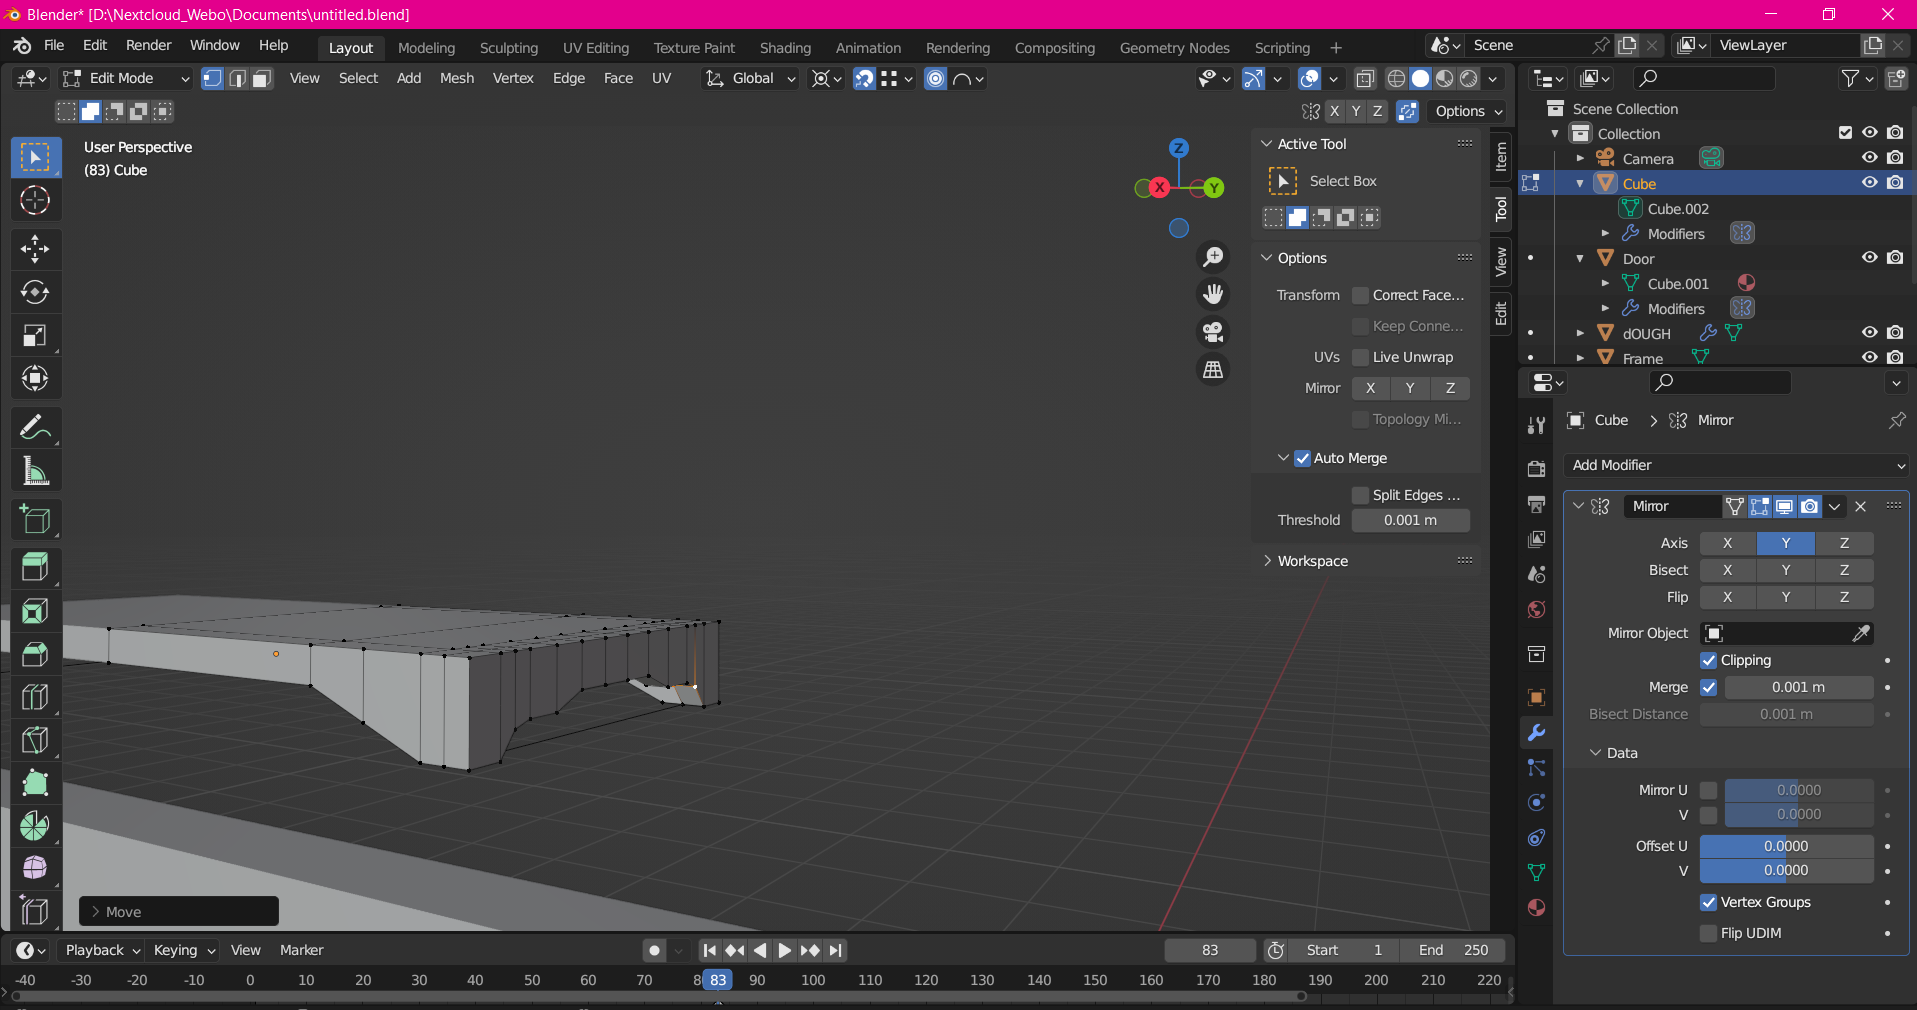 Blender* [D:\Nextcloud_Webo\Documents\untitled.blend]
File Edit Render Window Help Layout Modeling Sculpting UV Editing Texture Paint Shading Animation Rendering Compositing Geometry Nodes Scripting + Scene ViewLayer
Edit Mode View Select Add Mesh Vertex Edge Face UV Global
X Y Z Options
User Perspective
(83) Cube
Z
X Y
Active Tool
Select Box
Options
Transform Correct Face...
Keep Conne...
UVs Live Unwrap
Mirror X Y Z
Topology Mi...
Auto Merge
Split Edges ...
Threshold 0.001 m
Workspace
Item
Tool
View
Edit
Scene Collection
Collection
Camera
Cube
Cube.002
Modifiers
Door
Cube.001
Modifiers
dOUGH
Frame
Cube > Mirror
Add Modifier
Mirror
Axis X Y Z
Bisect X Y Z
Flip X Y Z
Mirror Object
Clipping
Merge 0.001 m
Bisect Distance 0.001 m
Data
Mirror U 0.0000
V 0.0000
Offset U 0.0000
V 0.0000
Vertex Groups
Flip UDIM
Move
Playback Keying View Marker 83 Start 1 End 250
-40 -30 -20 -10 0 10 20 30 40 50 60 70 8 83 90 100 110 120 130 140 150 160 170 180 190 200 210 220